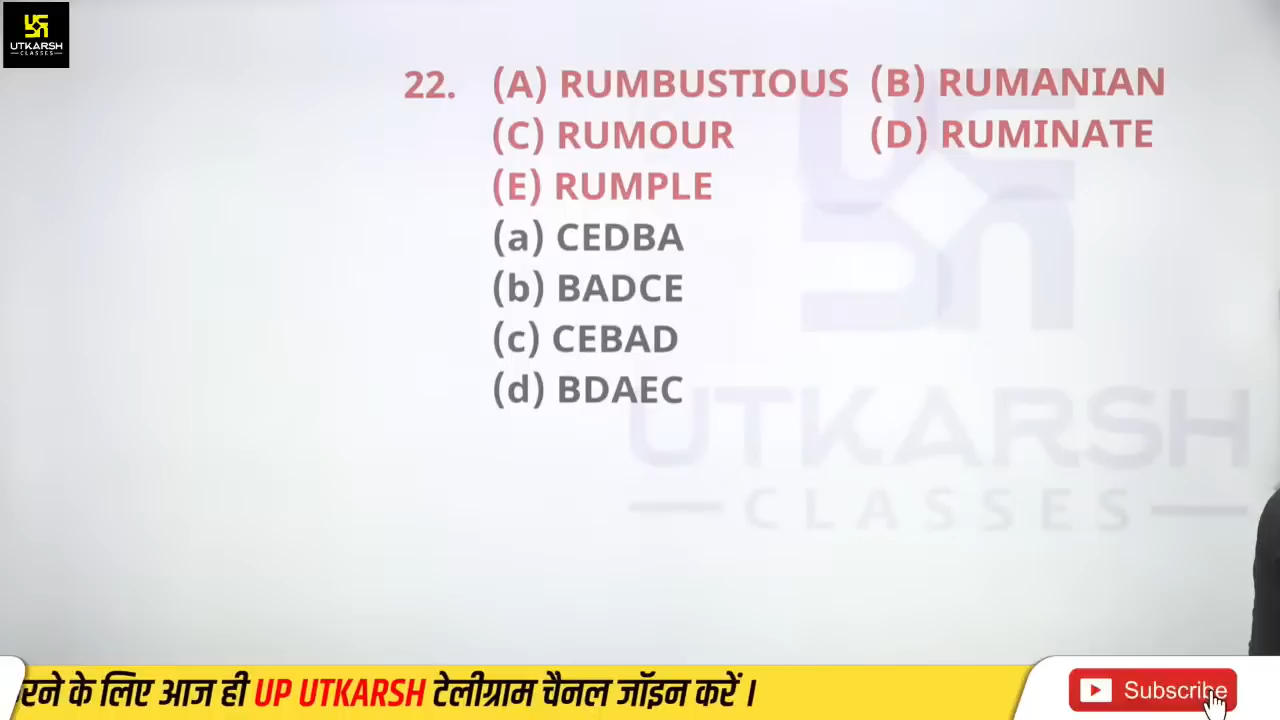 UTKARSH
CLASSES
22. (A) RUMBUSTIOUS (B) RUMANIAN
(C) RUMOUR (D) RUMINATE
(E) RUMPLE
(a) CEDBA
(b) BADCE
(c) CEBAD
(d) BDAEC
UTKARSH
CLASSES
रने के लिए आज ही UP UTKARSH टेलीग्राम चैनल जॉइन करें ।
Subscribe